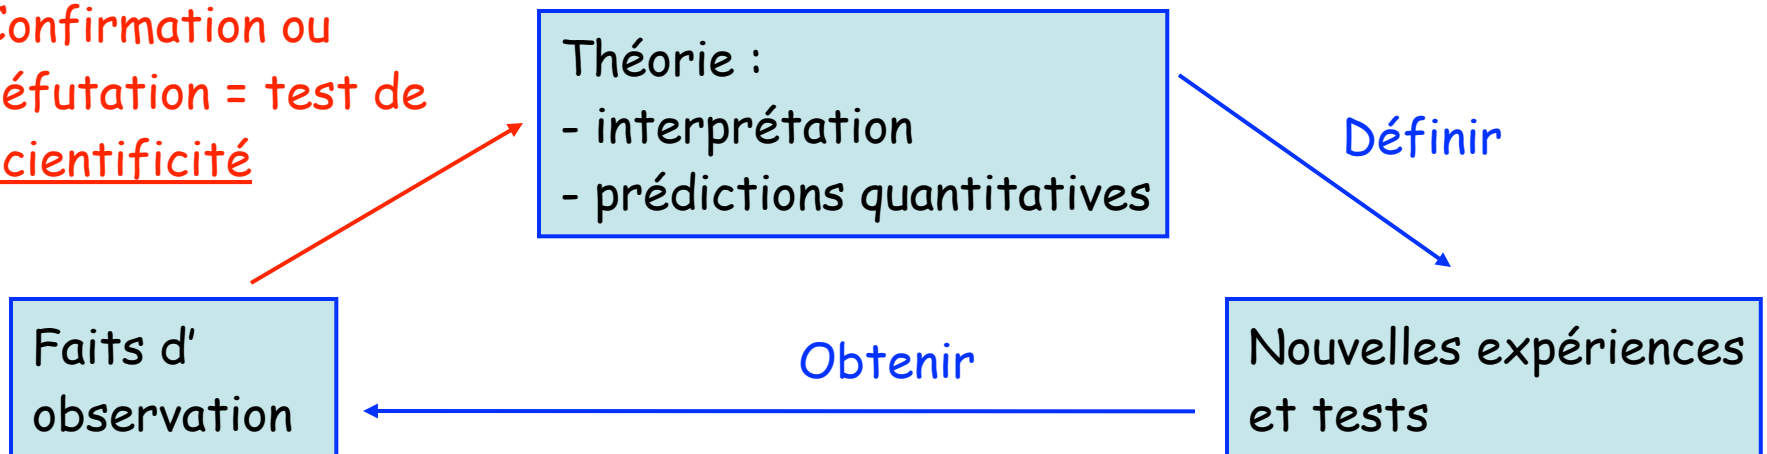 Confirmation ou
éfutation = test de
cientificité
Théorie :
- interprétation
- prédictions quantitatives
Définir
Faits d'
observation
Obtenir
Nouvelles expériences
et tests